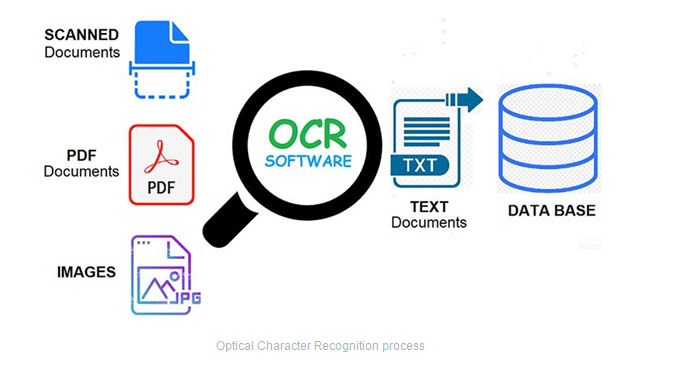 SCANNED
Documents
PDF
Documents
PDF
IMAGES
JPG
OCR
SOFTWARE
TXT
TEXT
Documents
DATA BASE
Optical Character Recognition process